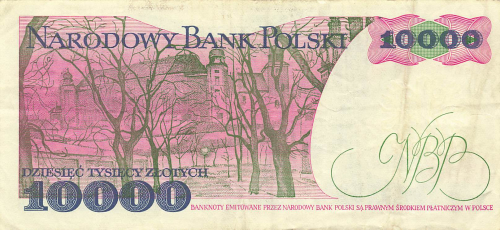 NARODOWY BANK POLSKI
10000
NBP
DZIESIĘĆ TYSIĘCY ZŁOTYCH
10000
BANKNOTY EMITOWANE PRZEZ NARODOWY BANK POLSKI SĄ PRAWNYM ŚRODKIEM PŁATNICZYM W POLSCE